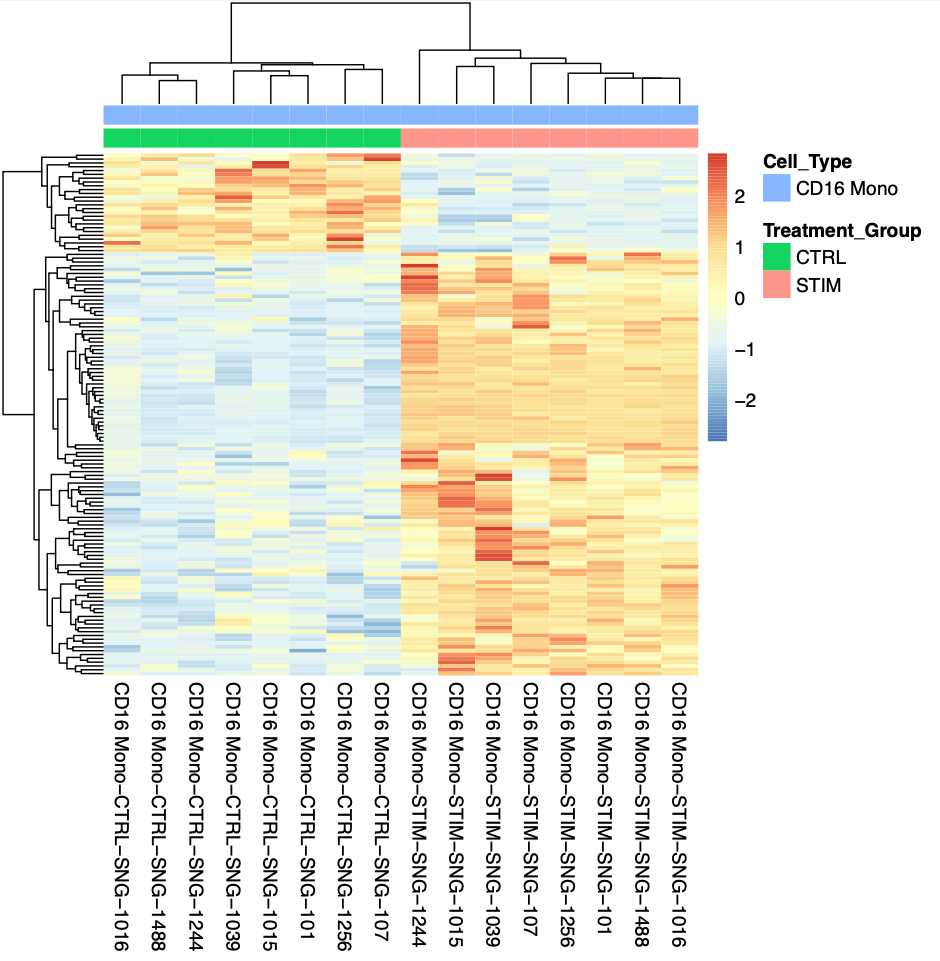 Cell_Type
CD16 Mono
Treatment_Group
CTRL
STIM
2
1
0
−1
−2
CD16 Mono−CTRL−SNG−1016
CD16 Mono−CTRL−SNG−1488
CD16 Mono−CTRL−SNG−1244
CD16 Mono−CTRL−SNG−1039
CD16 Mono−CTRL−SNG−1015
CD16 Mono−CTRL−SNG−101
CD16 Mono−CTRL−SNG−1256
CD16 Mono−CTRL−SNG−107
CD16 Mono−STIM−SNG−1244
CD16 Mono−STIM−SNG−1015
CD16 Mono−STIM−SNG−1039
CD16 Mono−STIM−SNG−107
CD16 Mono−STIM−SNG−1256
CD16 Mono−STIM−SNG−101
CD16 Mono−STIM−SNG−1488
CD16 Mono−STIM−SNG−1016